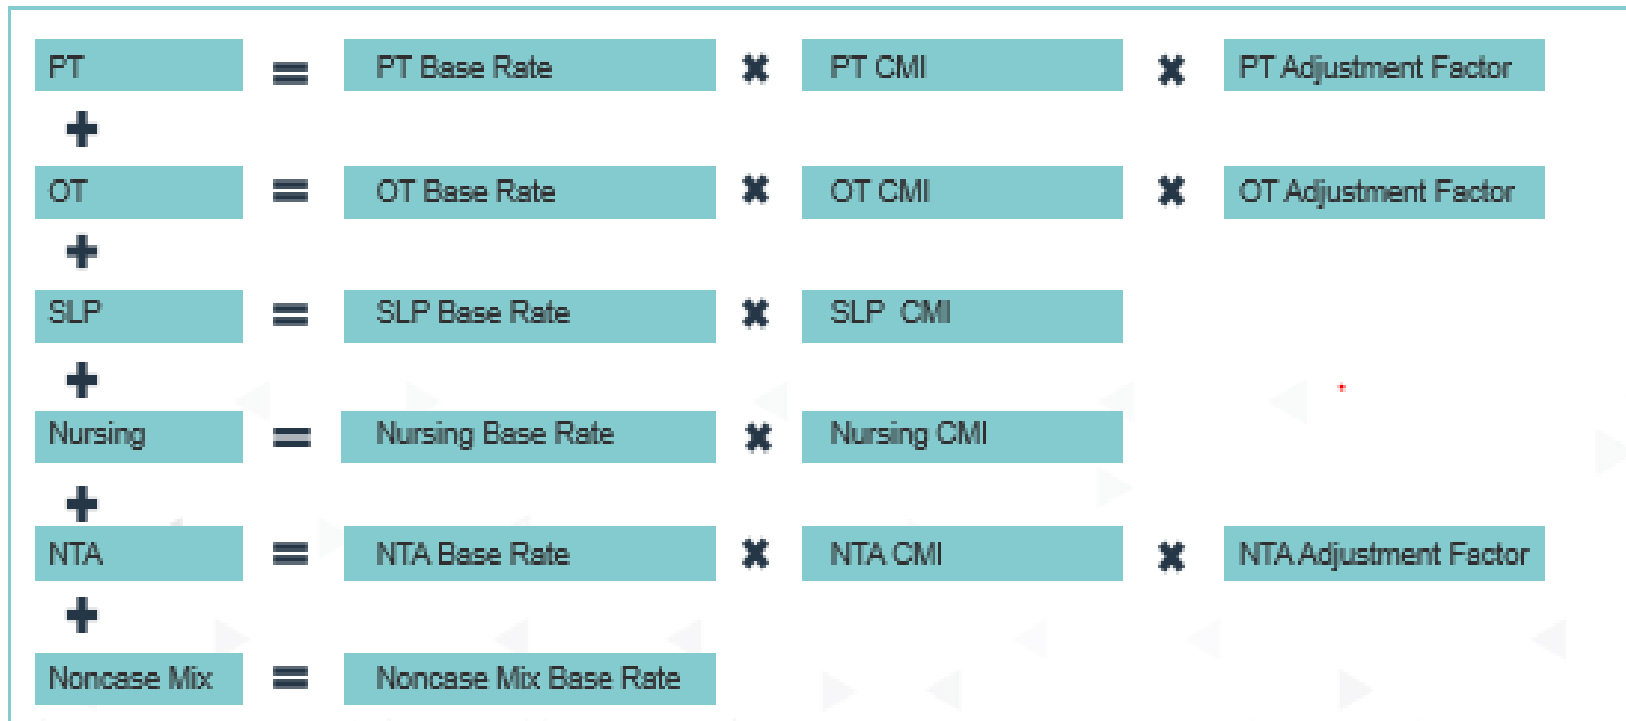 PT = PT Base Rate × PT CMI × PT Adjustment Factor
+
OT = OT Base Rate × OT CMI × OT Adjustment Factor
+
SLP = SLP Base Rate × SLP CMI
+
Nursing = Nursing Base Rate × Nursing CMI
+
NTA = NTA Base Rate × NTA CMI × NTA Adjustment Factor
+
Noncase Mix = Noncase Mix Base Rate